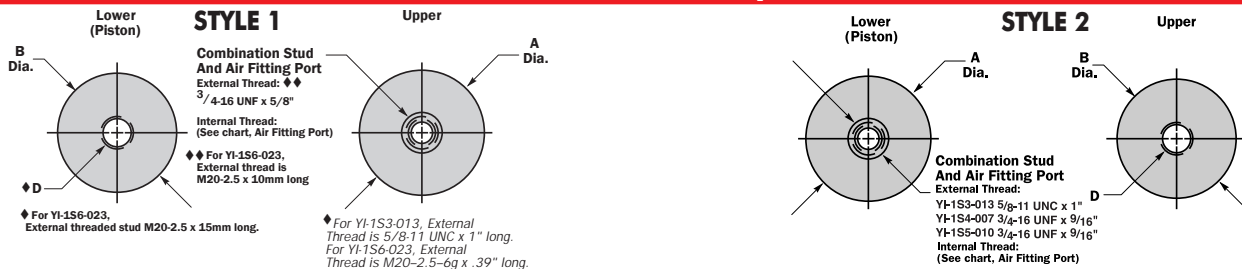 Lower
(Piston)
STYLE 1
Upper
B
Dia.
Combination Stud
And Air Fitting Port
External Thread: ♦♦
3/4-16 UNF x 5/8"
Internal Thread:
(See chart, Air Fitting Port)
♦♦ For YI-1S6-023,
External thread is
M20-2.5 x 10mm long
A
Dia.
♦D
♦ For YI-1S6-023,
External threaded stud M20-2.5 x 15mm long.
♦ For YI-1S3-013, External
Thread is 5/8-11 UNC x 1" long.
For YI-1S6-023, External
Thread is M20–2.5–6g x .39" long.
Lower
(Piston)
STYLE 2
Upper
A
Dia.
B
Dia.
Combination Stud
And Air Fitting Port
External Thread:
YI-1S3-013 5/8-11 UNC x 1"
YI-1S4-007 3/4-16 UNF x 9/16"
YI-1S5-010 3/4-16 UNF x 9/16"
Internal Thread:
(See chart, Air Fitting Port)
D